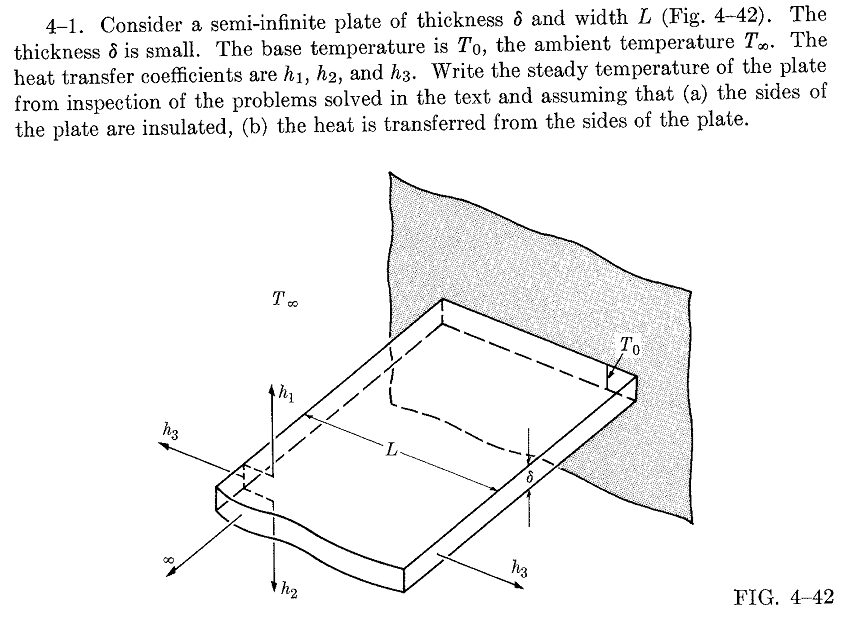 4–1. Consider a semi-infinite plate of thickness δ and width L (Fig. 4–42). The
thickness δ is small. The base temperature is T₀, the ambient temperature T∞. The
heat transfer coefficients are h₁, h₂, and h₃. Write the steady temperature of the plate
from inspection of the problems solved in the text and assuming that (a) the sides of
the plate are insulated, (b) the heat is transferred from the sides of the plate.
T∞
T₀
h₁
h₃
L
δ
∞
h₃
h₂
FIG. 4–42